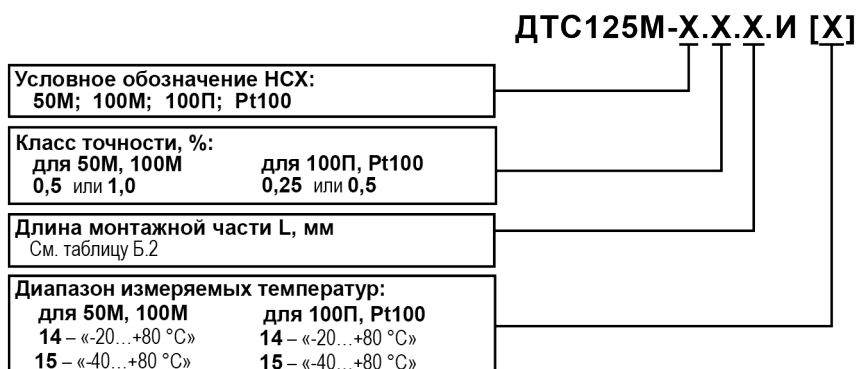 ДТС125М-Х.Х.Х.И [Х]
Условное обозначение НСХ:
50М; 100М; 100П; Pt100
Класс точности, %:
для 50М, 100М для 100П, Pt100
0,5 или 1,0 0,25 или 0,5
Длина монтажной части L, мм
См. таблицу Б.2
Диапазон измеряемых температур:
для 50М, 100М для 100П, Pt100
14 – «-20…+80 °С» 14 – «-20…+80 °С»
15 – «-40…+80 °С» 15 – «-40…+80 °С»